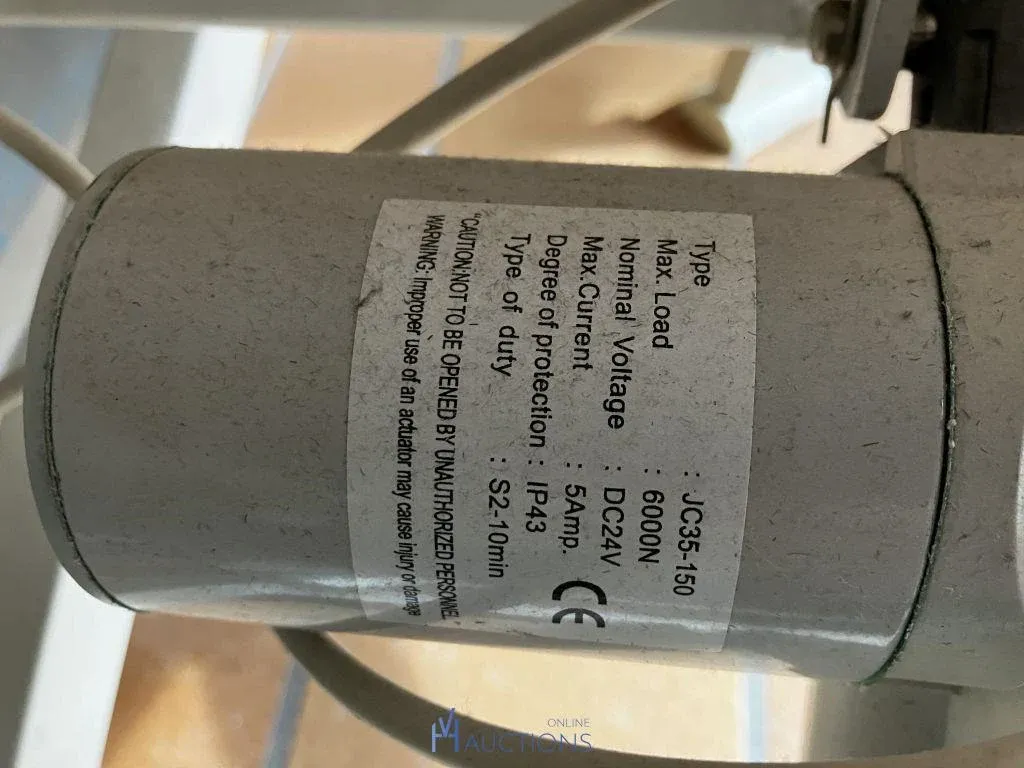 Type : JC35-150
Max. Load : 6000N
Nominal Voltage : DC24V
Max.Current : 5Amp.
Degree of protection : IP43
Type of duty : S2-10min
CE
"CAUTION:NOT TO BE OPENED BY UNAUTHORIZED PERSONNEL
WARNING: Improper use of an actuator may cause injury or damage
ONLINE
AUCTIONS